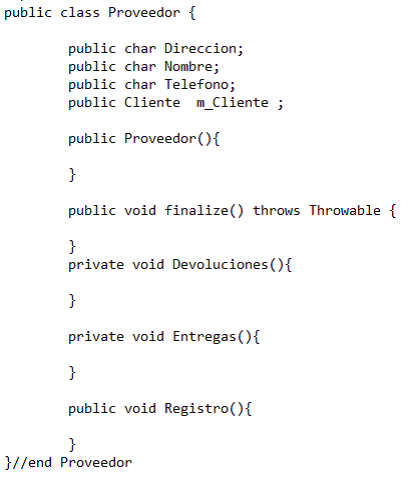 public class Proveedor {
public char Direccion;
public char Nombre;
public char Telefono;
public Cliente  m_Cliente ;
public Proveedor(){
}
public void finalize() throws Throwable {
}
private void Devoluciones(){
}
private void Entregas(){
}
public void Registro(){
}
}//end Proveedor